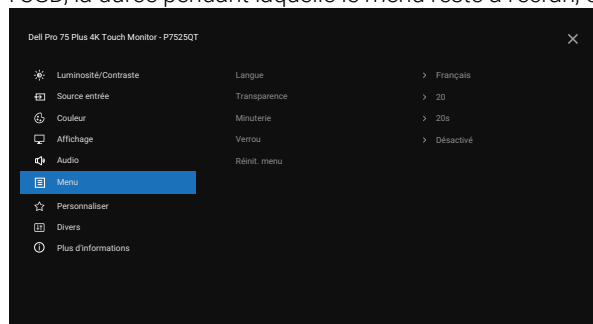 Dell Pro 75 Plus 4K Touch Monitor - P7525QT
Luminosité/Contraste Langue > Français
Source entrée Transparence > 20
Couleur Minuterie > 20s
Affichage Verrou > Désactivé
Audio Réinit. menu
Menu
Personnaliser
Divers
Plus d'informations